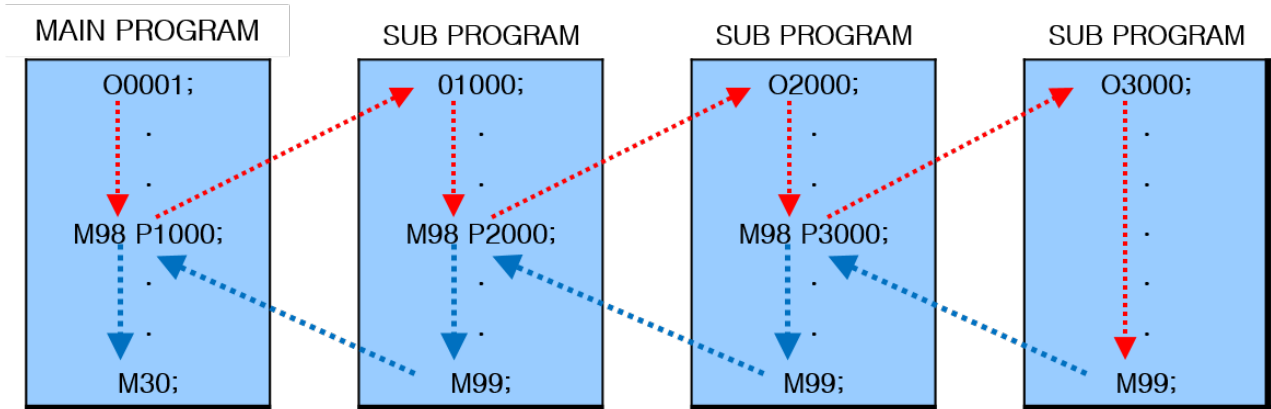 MAIN PROGRAM
O0001;
.
.
M98 P1000;
.
.
M30;
SUB PROGRAM
01000;
.
.
M98 P2000;
.
.
M99;
SUB PROGRAM
O2000;
.
.
M98 P3000;
.
.
M99;
SUB PROGRAM
O3000;
.
.
.
.
.
M99;